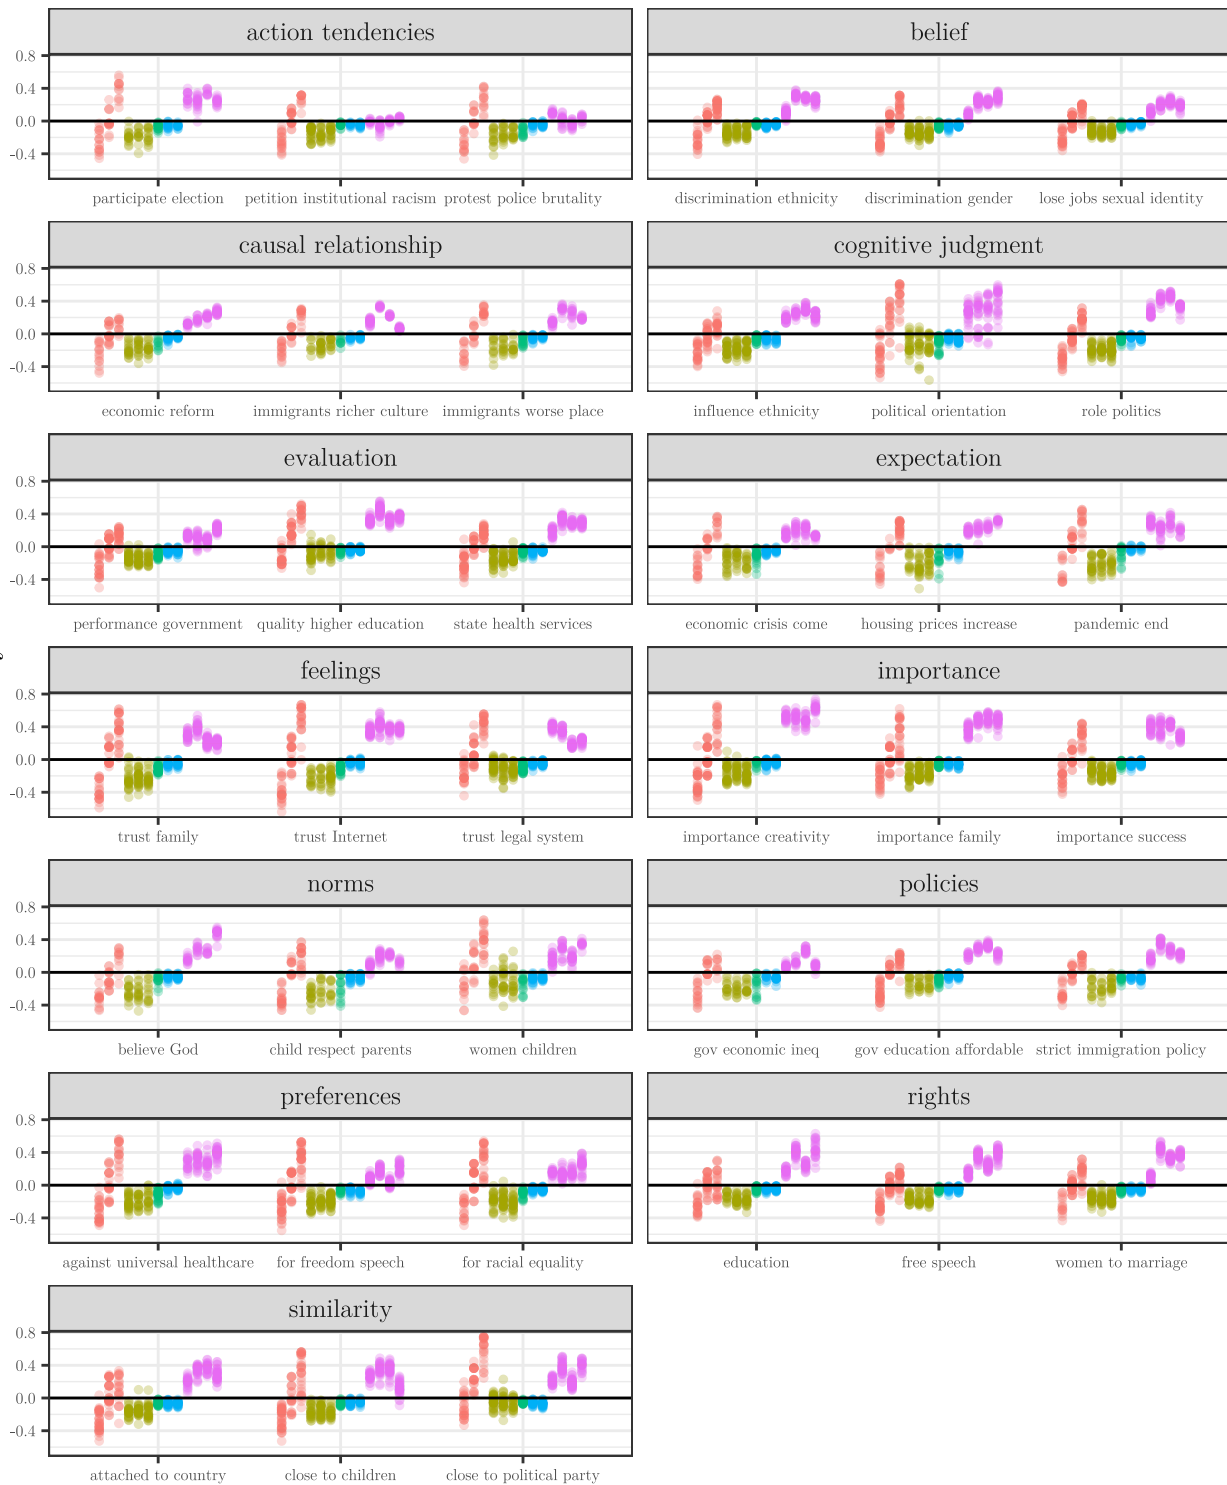 action tendencies
belief
0.8
0.4
0.0
-0.4
participate election petition institutional racism protest police brutality
discrimination ethnicity discrimination gender lose jobs sexual identity
causal relationship
cognitive judgment
0.8
0.4
0.0
-0.4
economic reform immigrants richer culture immigrants worse place
influence ethnicity political orientation role politics
evaluation
expectation
0.8
0.4
0.0
-0.4
performance government quality higher education state health services
economic crisis come housing prices increase pandemic end
feelings
importance
0.8
0.4
0.0
-0.4
trust family trust Internet trust legal system
importance creativity importance family importance success
norms
policies
0.8
0.4
0.0
-0.4
believe God child respect parents women children
gov economic ineq gov education affordable strict immigration policy
preferences
rights
0.8
0.4
0.0
-0.4
against universal healthcare for freedom speech for racial equality
education free speech women to marriage
similarity
0.8
0.4
0.0
-0.4
attached to country close to children close to political party